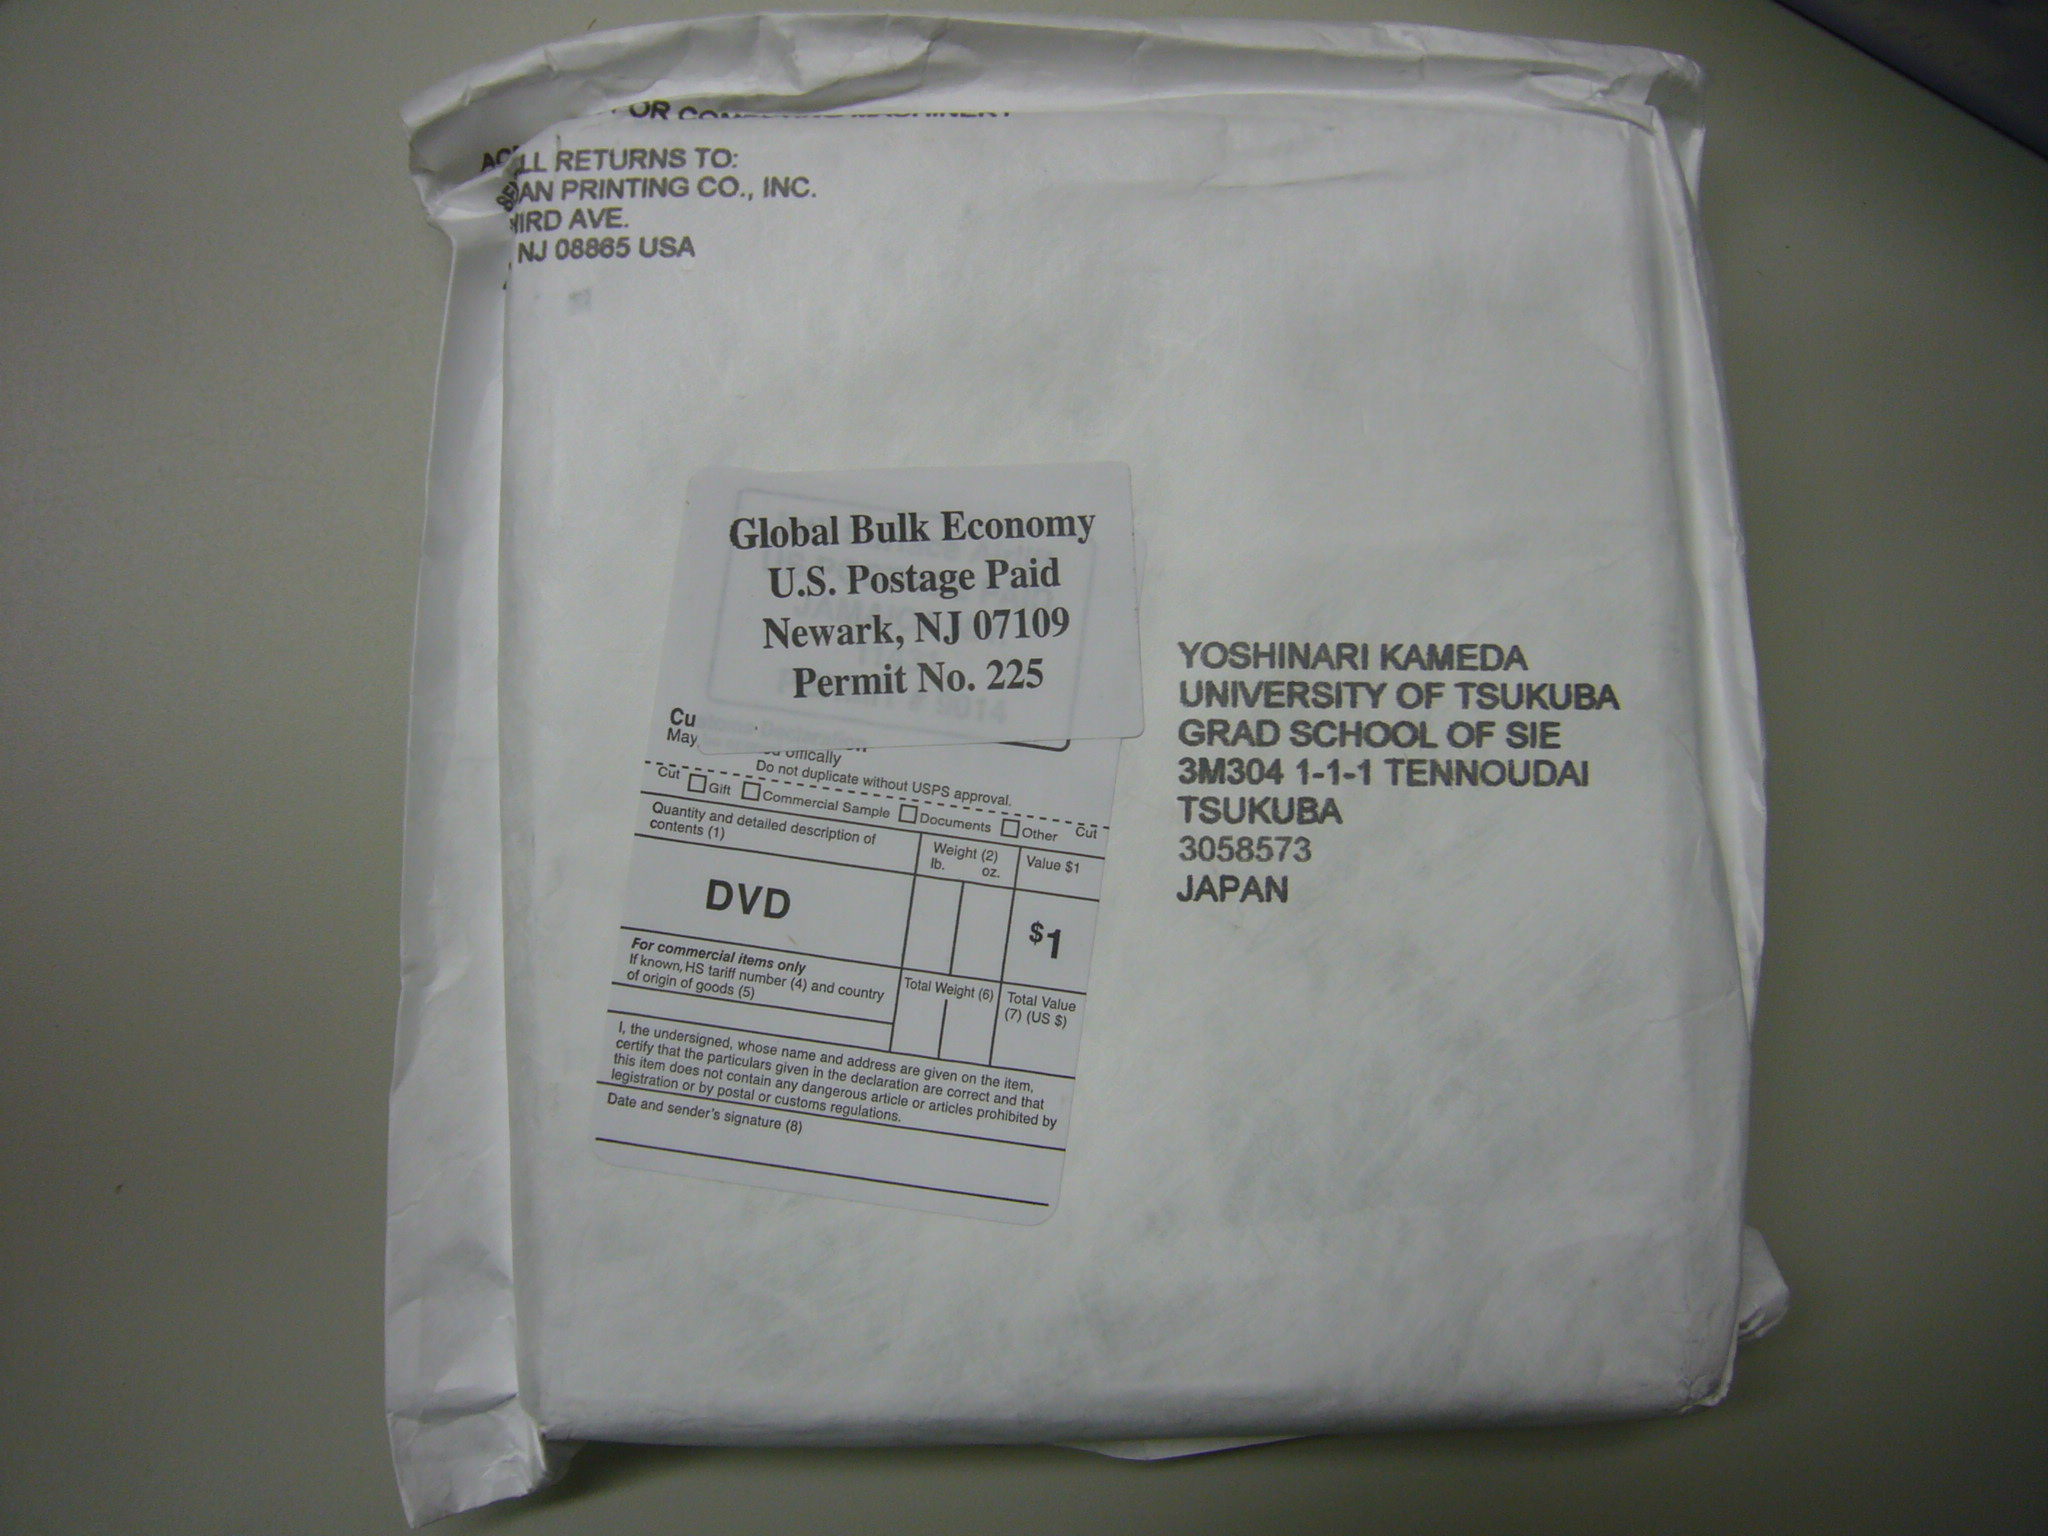 OR COMPUTING MACHINERY
LL RETURNS TO:
DAN PRINTING CO., INC.
HIRD AVE.
NJ 08865 USA
Global Bulk Economy
U.S. Postage Paid
Newark, NJ 07109
Permit No. 225
Cu
May
officially
Do not duplicate without USPS approval.
Cut Gift Commercial Sample Documents Other Cut
Quantity and detailed description of
contents (1)
Weight (2)
lb. oz.
Value $1
DVD
$1
For commercial items only
If known, HS tariff number (4) and country
of origin of goods (5)
Total Weight (6)
Total Value
(7) (US $)
I, the undersigned, whose name and address are given on the item,
certify that the particulars given in the declaration are correct and that
this item does not contain any dangerous article or articles prohibited by
legistration or by postal or customs regulations.
Date and sender's signature (8)
YOSHINARI KAMEDA
UNIVERSITY OF TSUKUBA
GRAD SCHOOL OF SIE
3M304 1-1-1 TENNOUDAI
TSUKUBA
3058573
JAPAN